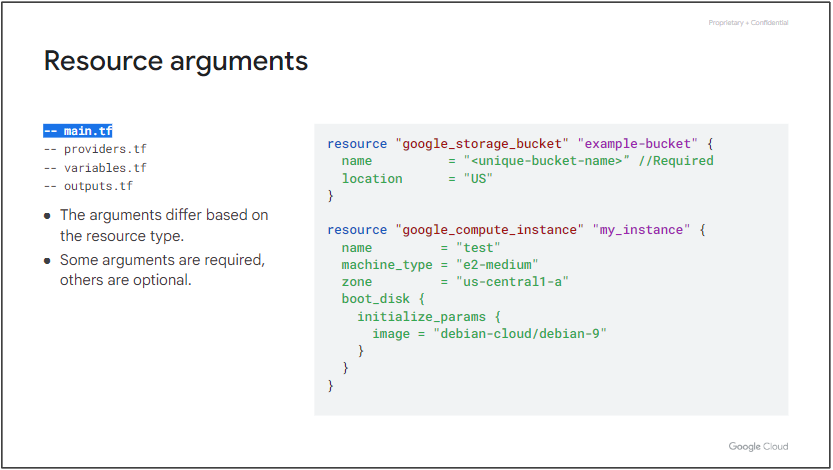 Proprietary + Confidential
Resource arguments
-- main.tf
-- providers.tf
-- variables.tf
-- outputs.tf
● The arguments differ based on
the resource type.
● Some arguments are required,
others are optional.
resource "google_storage_bucket" "example-bucket" {
  name          = "<unique-bucket-name>" //Required
  location      = "US"
}
resource "google_compute_instance" "my_instance" {
  name         = "test"
  machine_type = "e2-medium"
  zone         = "us-central1-a"
  boot_disk {
    initialize_params {
      image = "debian-cloud/debian-9"
    }
  }
}
Google Cloud